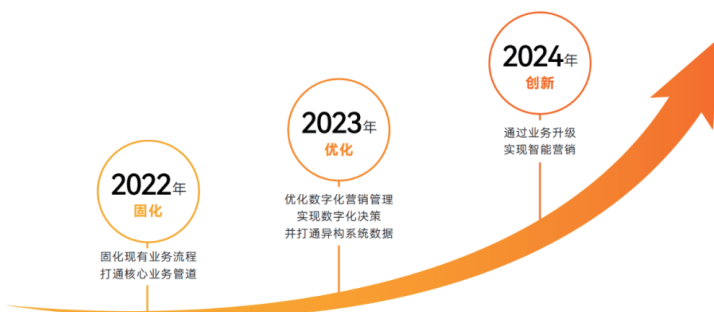 2022年
固化
固化现有业务流程
打通核心业务管道
2023年
优化
优化数字化营销管理
实现数字化决策
并打通异构系统数据
2024年
创新
通过业务升级
实现智能营销